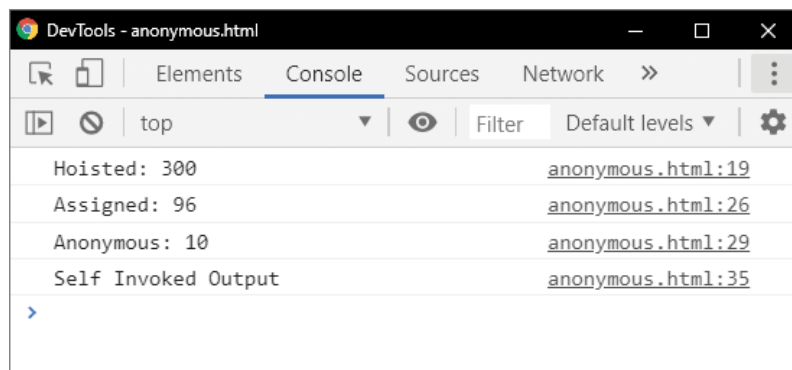 DevTools - anonymous.html
Elements Console Sources Network »
top Filter Default levels ▼
Hoisted: 300 anonymous.html:19
Assigned: 96 anonymous.html:26
Anonymous: 10 anonymous.html:29
Self Invoked Output anonymous.html:35